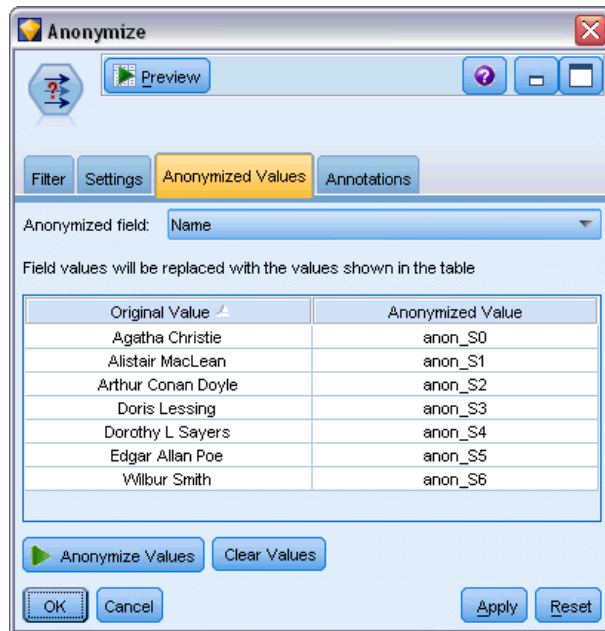 Anonymize
Preview
Filter Settings Anonymized Values Annotations
Anonymized field: Name
Field values will be replaced with the values shown in the table
Original Value Anonymized Value
Agatha Christie anon_S0
Alistair MacLean anon_S1
Arthur Conan Doyle anon_S2
Doris Lessing anon_S3
Dorothy L Sayers anon_S4
Edgar Allan Poe anon_S5
Wilbur Smith anon_S6
Anonymize Values Clear Values
OK Cancel Apply Reset